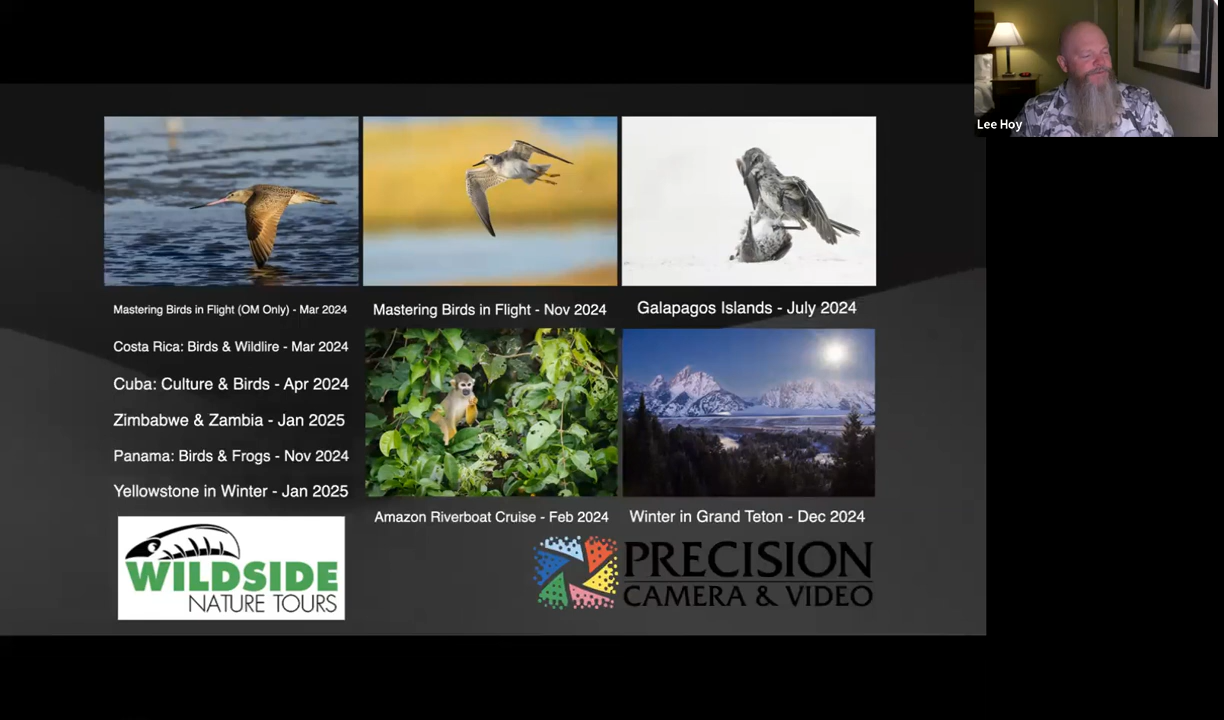 Lee Hoy
Mastering Birds in Flight (OM Only) - Mar 2024
Mastering Birds in Flight - Nov 2024
Galapagos Islands - July 2024
Costa Rica: Birds & Wildlire - Mar 2024
Cuba: Culture & Birds - Apr 2024
Zimbabwe & Zambia - Jan 2025
Panama: Birds & Frogs - Nov 2024
Yellowstone in Winter - Jan 2025
Amazon Riverboat Cruise - Feb 2024
Winter in Grand Teton - Dec 2024
WILDSIDE
NATURE TOURS
PRECISION
CAMERA & VIDEO